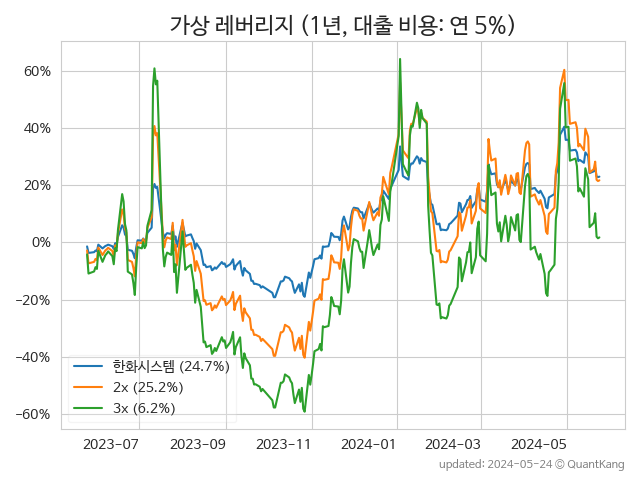 가상 레버리지 (1년, 대출 비용: 연 5%)
60%
40%
20%
0%
−20%
−40%
−60%
한화시스템 (24.7%)
2x (25.2%)
3x (6.2%)
2023-07
2023-09
2023-11
2024-01
2024-03
2024-05
updated: 2024-05-24 © QuantKang